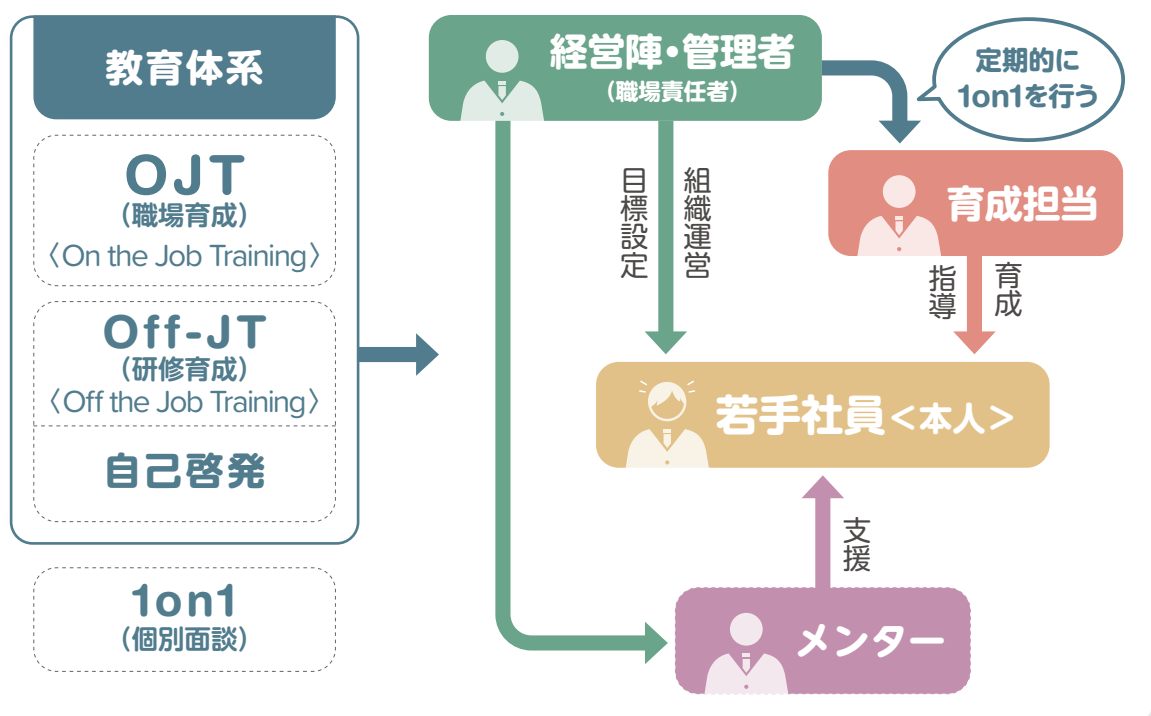 教育体系
OJT
（職場育成）
〈On the Job Training〉
Off-JT
（研修育成）
〈Off the Job Training〉
自己啓発
1on1
（個別面談）
経営陣・管理者
（職場責任者）
定期的に
1on1を行う
育成担当
目標設定
組織運営
指導
育成
若手社員＜本人＞
支援
メンター